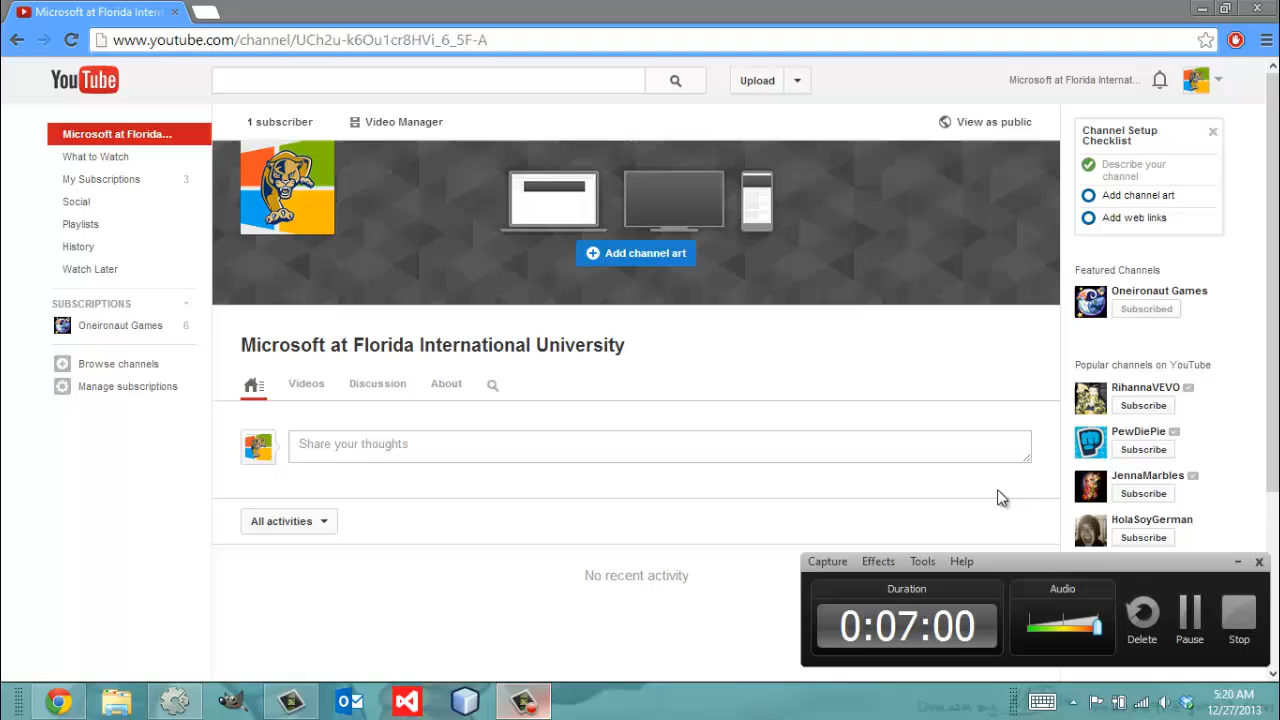 Microsoft at Florida Intern
www.youtube.com/channel/UCh2u-k6Ou1cr8HVi_6_5F-A
YouTube
Upload
Microsoft at Florida Internat...
Microsoft at Florida...
What to Watch
My Subscriptions 3
Social
Playlists
History
Watch Later
SUBSCRIPTIONS
Oneironaut Games 6
Browse channels
Manage subscriptions
1 subscriber
Video Manager
View as public
Add channel art
Microsoft at Florida International University
Videos
Discussion
About
Share your thoughts
All activities
No recent activity
Channel Setup
Checklist
Describe your
channel
Add channel art
Add web links
Featured Channels
Oneironaut Games
Subscribed
Popular channels on YouTube
RihannaVEVO
Subscribe
PewDiePie
Subscribe
JennaMarbles
Subscribe
HolaSoyGerman
Subscribe
Capture Effects Tools Help
Duration
0:07:00
Audio
Delete
Pause
Stop
5:20 AM
12/27/2013